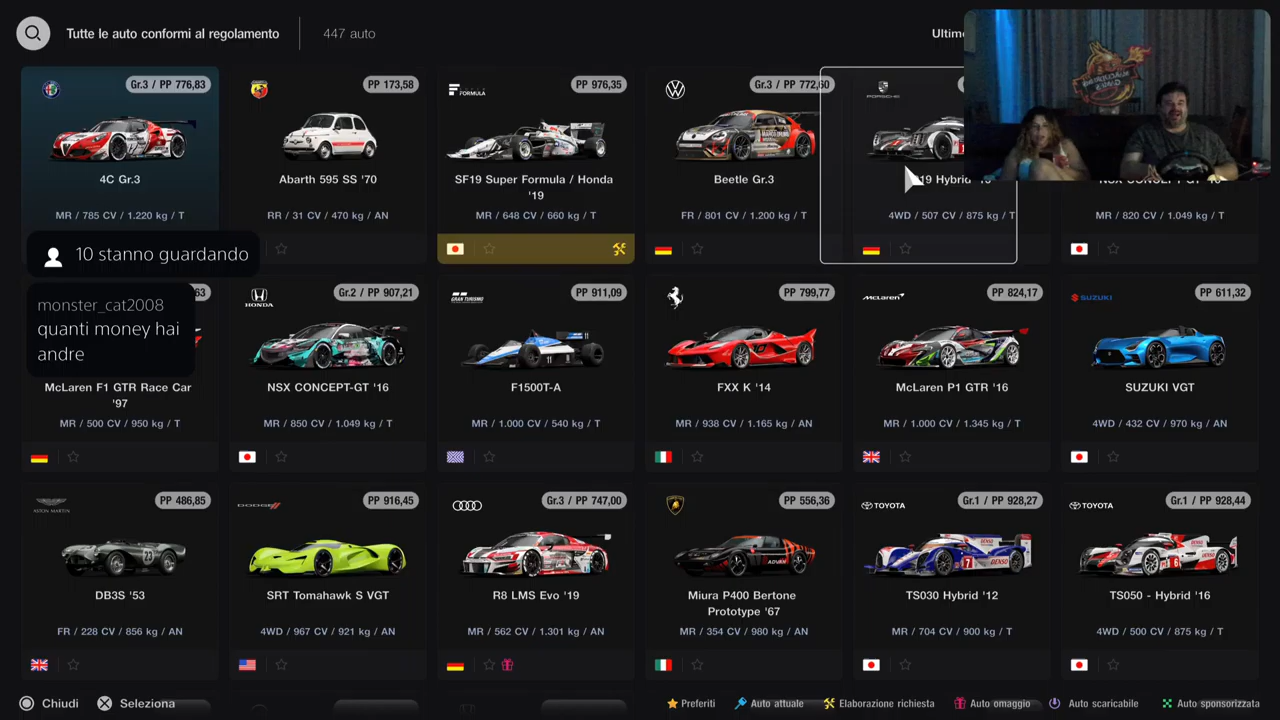 Tutte le auto conformi al regolamento
447 auto
Ultime
Gr.3 / PP 776,83
4C Gr.3
MR / 785 CV / 1.220 kg / T
PP 173,58
Abarth 595 SS '70
RR / 31 CV / 470 kg / AN
FORMULA
PP 976,35
SF19 Super Formula / Honda
'19
MR / 648 CV / 660 kg / T
Gr.3 / PP 772,60
Beetle Gr.3
FR / 801 CV / 1.200 kg / T
PORSCHE
19 Hybrid
4WD / 507 CV / 875 kg / T
NSX CONCEPT-GT
MR / 820 CV / 1.049 kg / T
10 stanno guardando
monster_cat2008
quanti money hai
andre
63
McLaren F1 GTR Race Car
'97
MR / 500 CV / 950 kg / T
HONDA
Gr.2 / PP 907,21
NSX CONCEPT-GT '16
MR / 850 CV / 1.049 kg / T
GRAN TURISMO
PP 911,09
F1500T-A
MR / 1.000 CV / 540 kg / T
PP 799,77
FXX K '14
MR / 938 CV / 1.165 kg / AN
McLaren
PP 824,17
McLaren P1 GTR '16
MR / 1.000 CV / 1.345 kg / T
SUZUKI
PP 611,32
SUZUKI VGT
4WD / 432 CV / 970 kg / AN
ASTON MARTIN
PP 486,85
DB3S '53
FR / 228 CV / 856 kg / AN
DODGE
PP 916,45
SRT Tomahawk S VGT
4WD / 967 CV / 921 kg / AN
Gr.3 / PP 747,00
R8 LMS Evo '19
MR / 562 CV / 1.301 kg / AN
PP 556,36
Miura P400 Bertone
Prototype '67
MR / 354 CV / 980 kg / AN
TOYOTA
Gr.1 / PP 928,27
TS030 Hybrid '12
MR / 704 CV / 900 kg / T
TOYOTA
Gr.1 / PP 928,44
TS050 - Hybrid '16
4WD / 500 CV / 875 kg / T
Chiudi
Seleziona
Preferiti
Auto attuale
Elaborazione richiesta
Auto omaggio
Auto scaricabile
Auto sponsorizzata